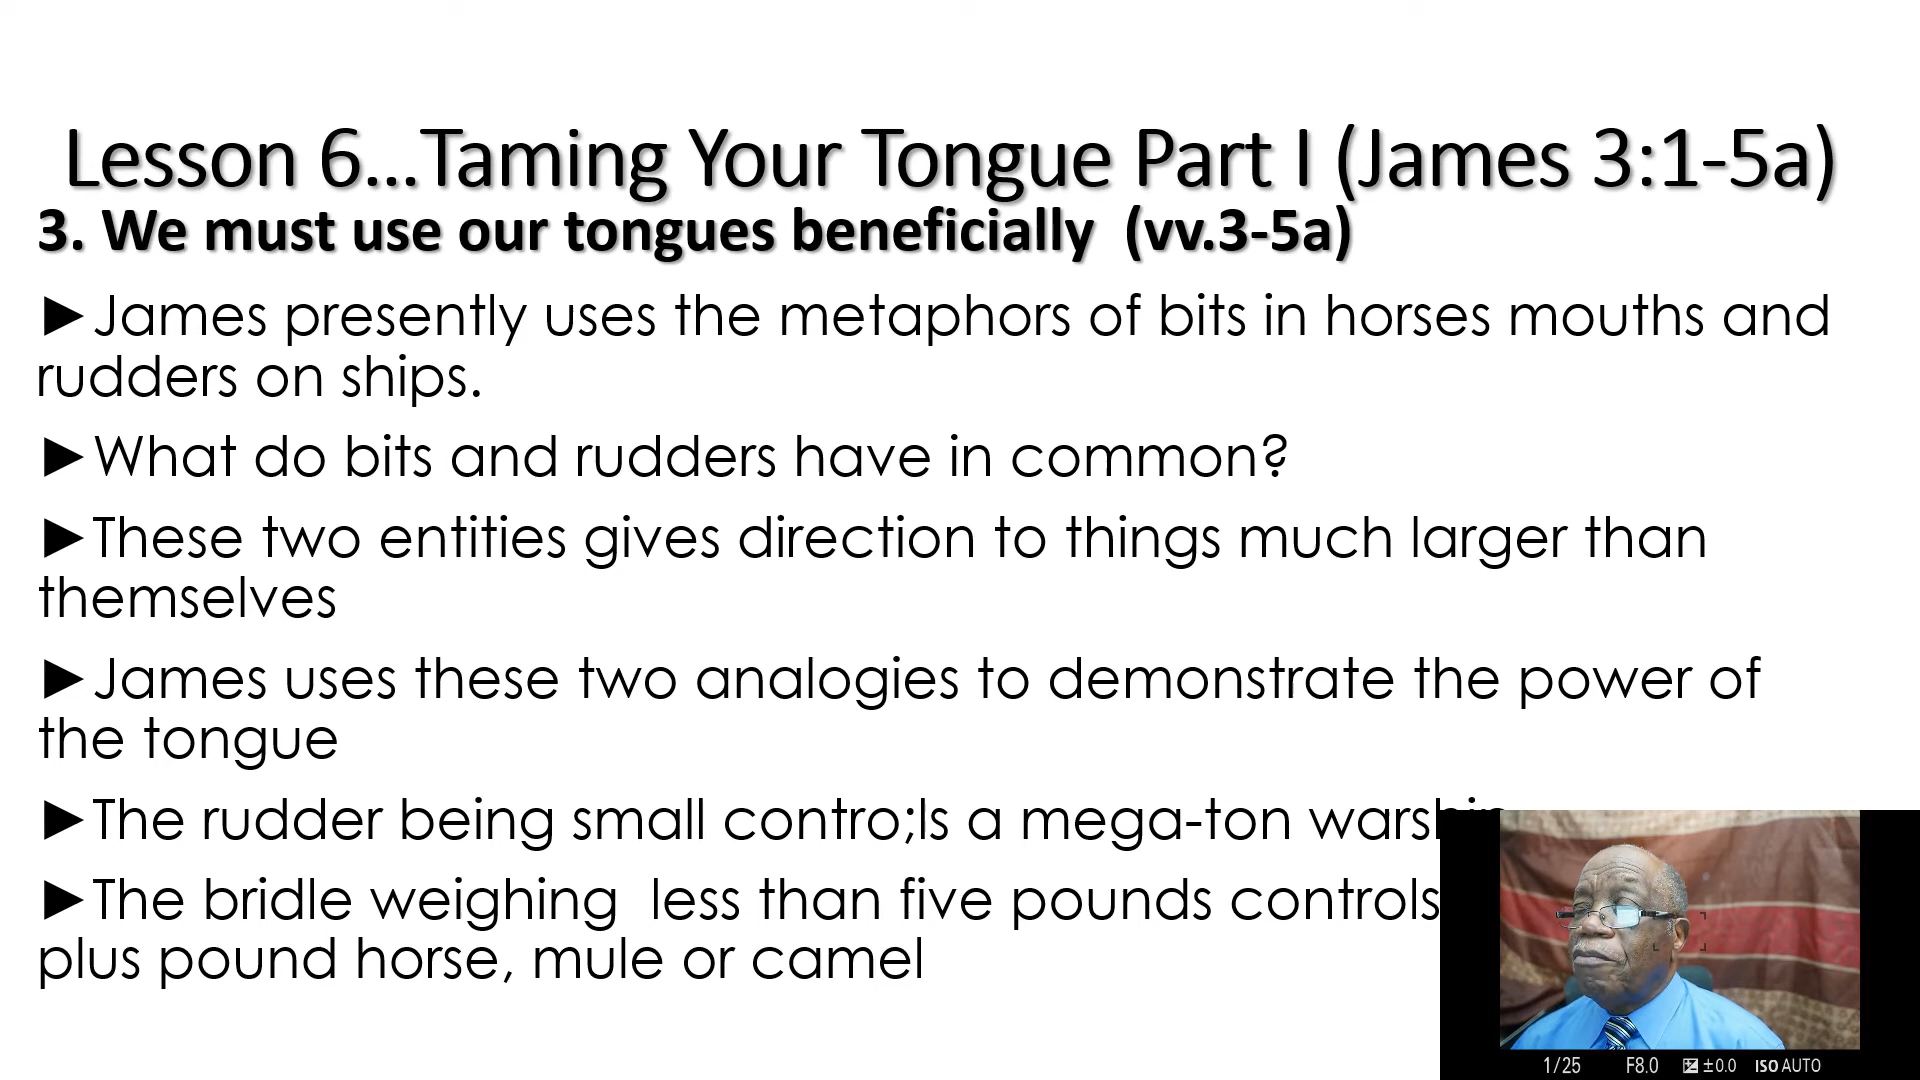 Lesson 6...Taming Your Tongue Part I (James 3:1-5a)
3. We must use our tongues beneficially (vv.3-5a)
►James presently uses the metaphors of bits in horses mouths and
rudders on ships.
►What do bits and rudders have in common?
►These two entities gives direction to things much larger than
themselves
►James uses these two analogies to demonstrate the power of
the tongue
►The rudder being small contro;ls a mega-ton warship
►The bridle weighing less than five pounds controls
plus pound horse, mule or camel
1/25 F8.0 ±0.0 ISO AUTO